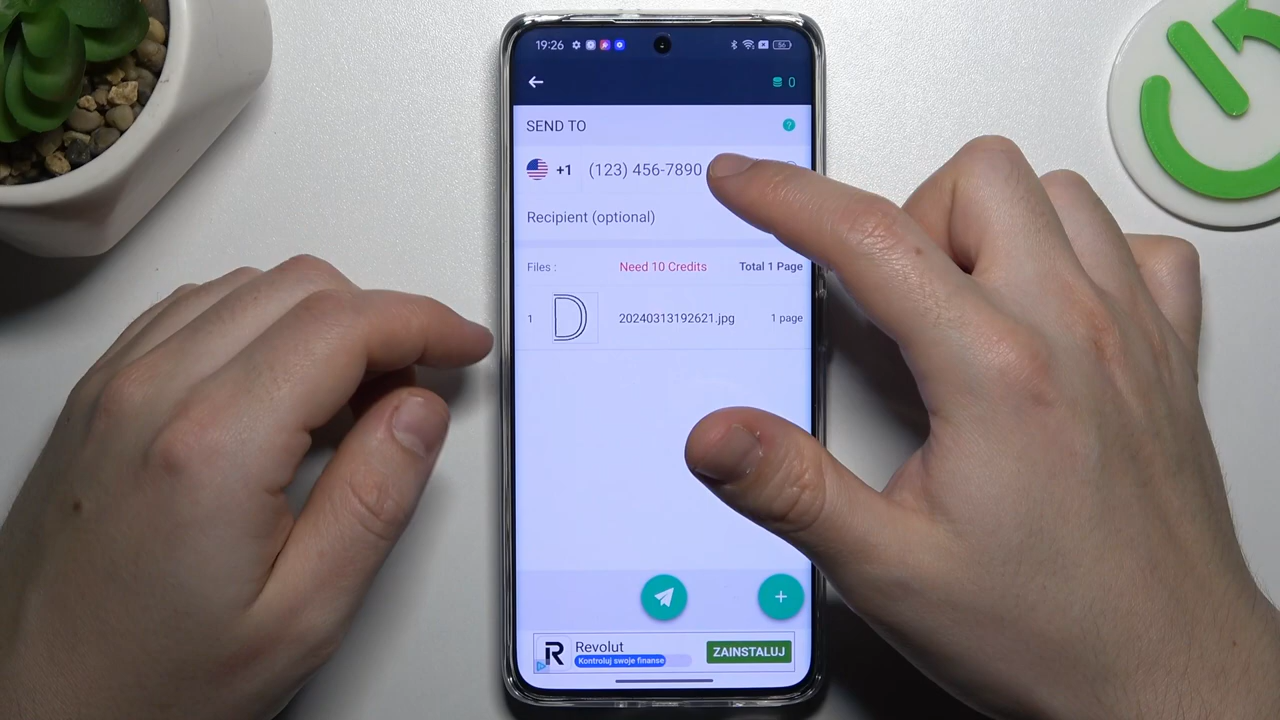 19:26 56
0
SEND TO ?
+1 (123) 456-7890
Recipient (optional)
Files : Need 10 Credits Total 1 Page
1 D 20240313192621.jpg 1 page
+
R Revolut
Kontroluj swoje finanse
ZAINSTALUJ